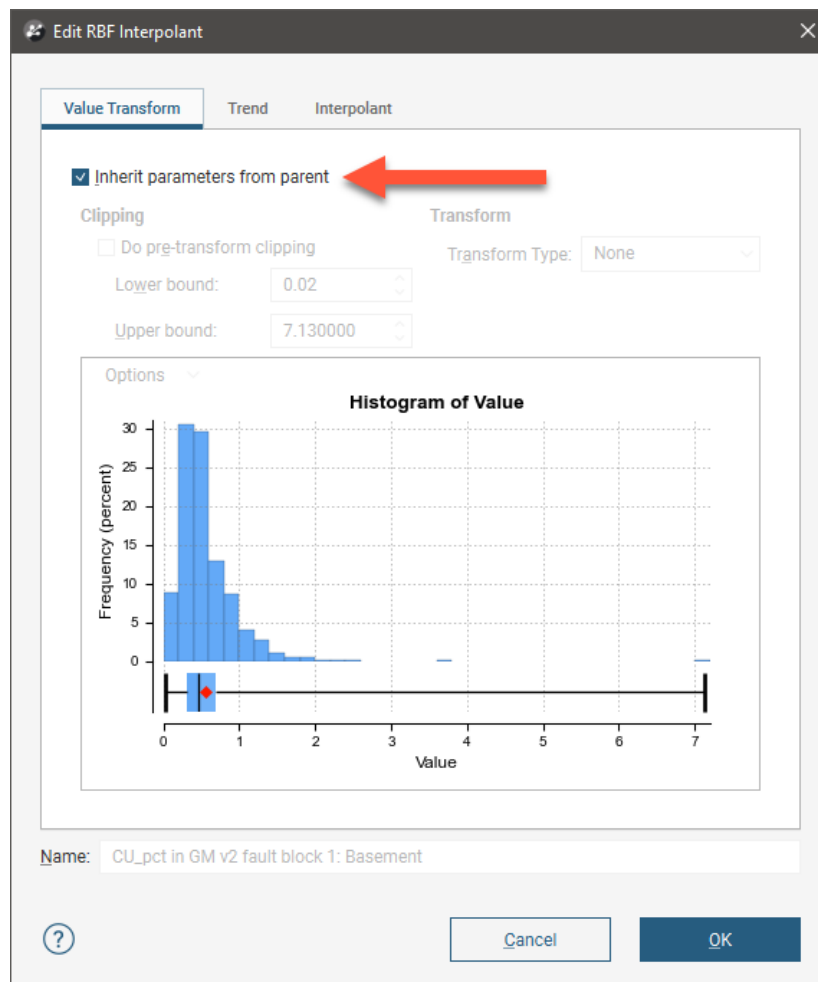 Edit RBF Interpolant
Value Transform Trend Interpolant
Inherit parameters from parent
Clipping Transform
Do pre-transform clipping Transform Type: None
Lower bound: 0.02
Upper bound: 7.130000
Options
Histogram of Value
30
25
20
15
10
5
0
Frequency (percent)
0 1 2 3 4 5 6 7
Value
Name: CU_pct in GM v2 fault block 1: Basement
? Cancel OK